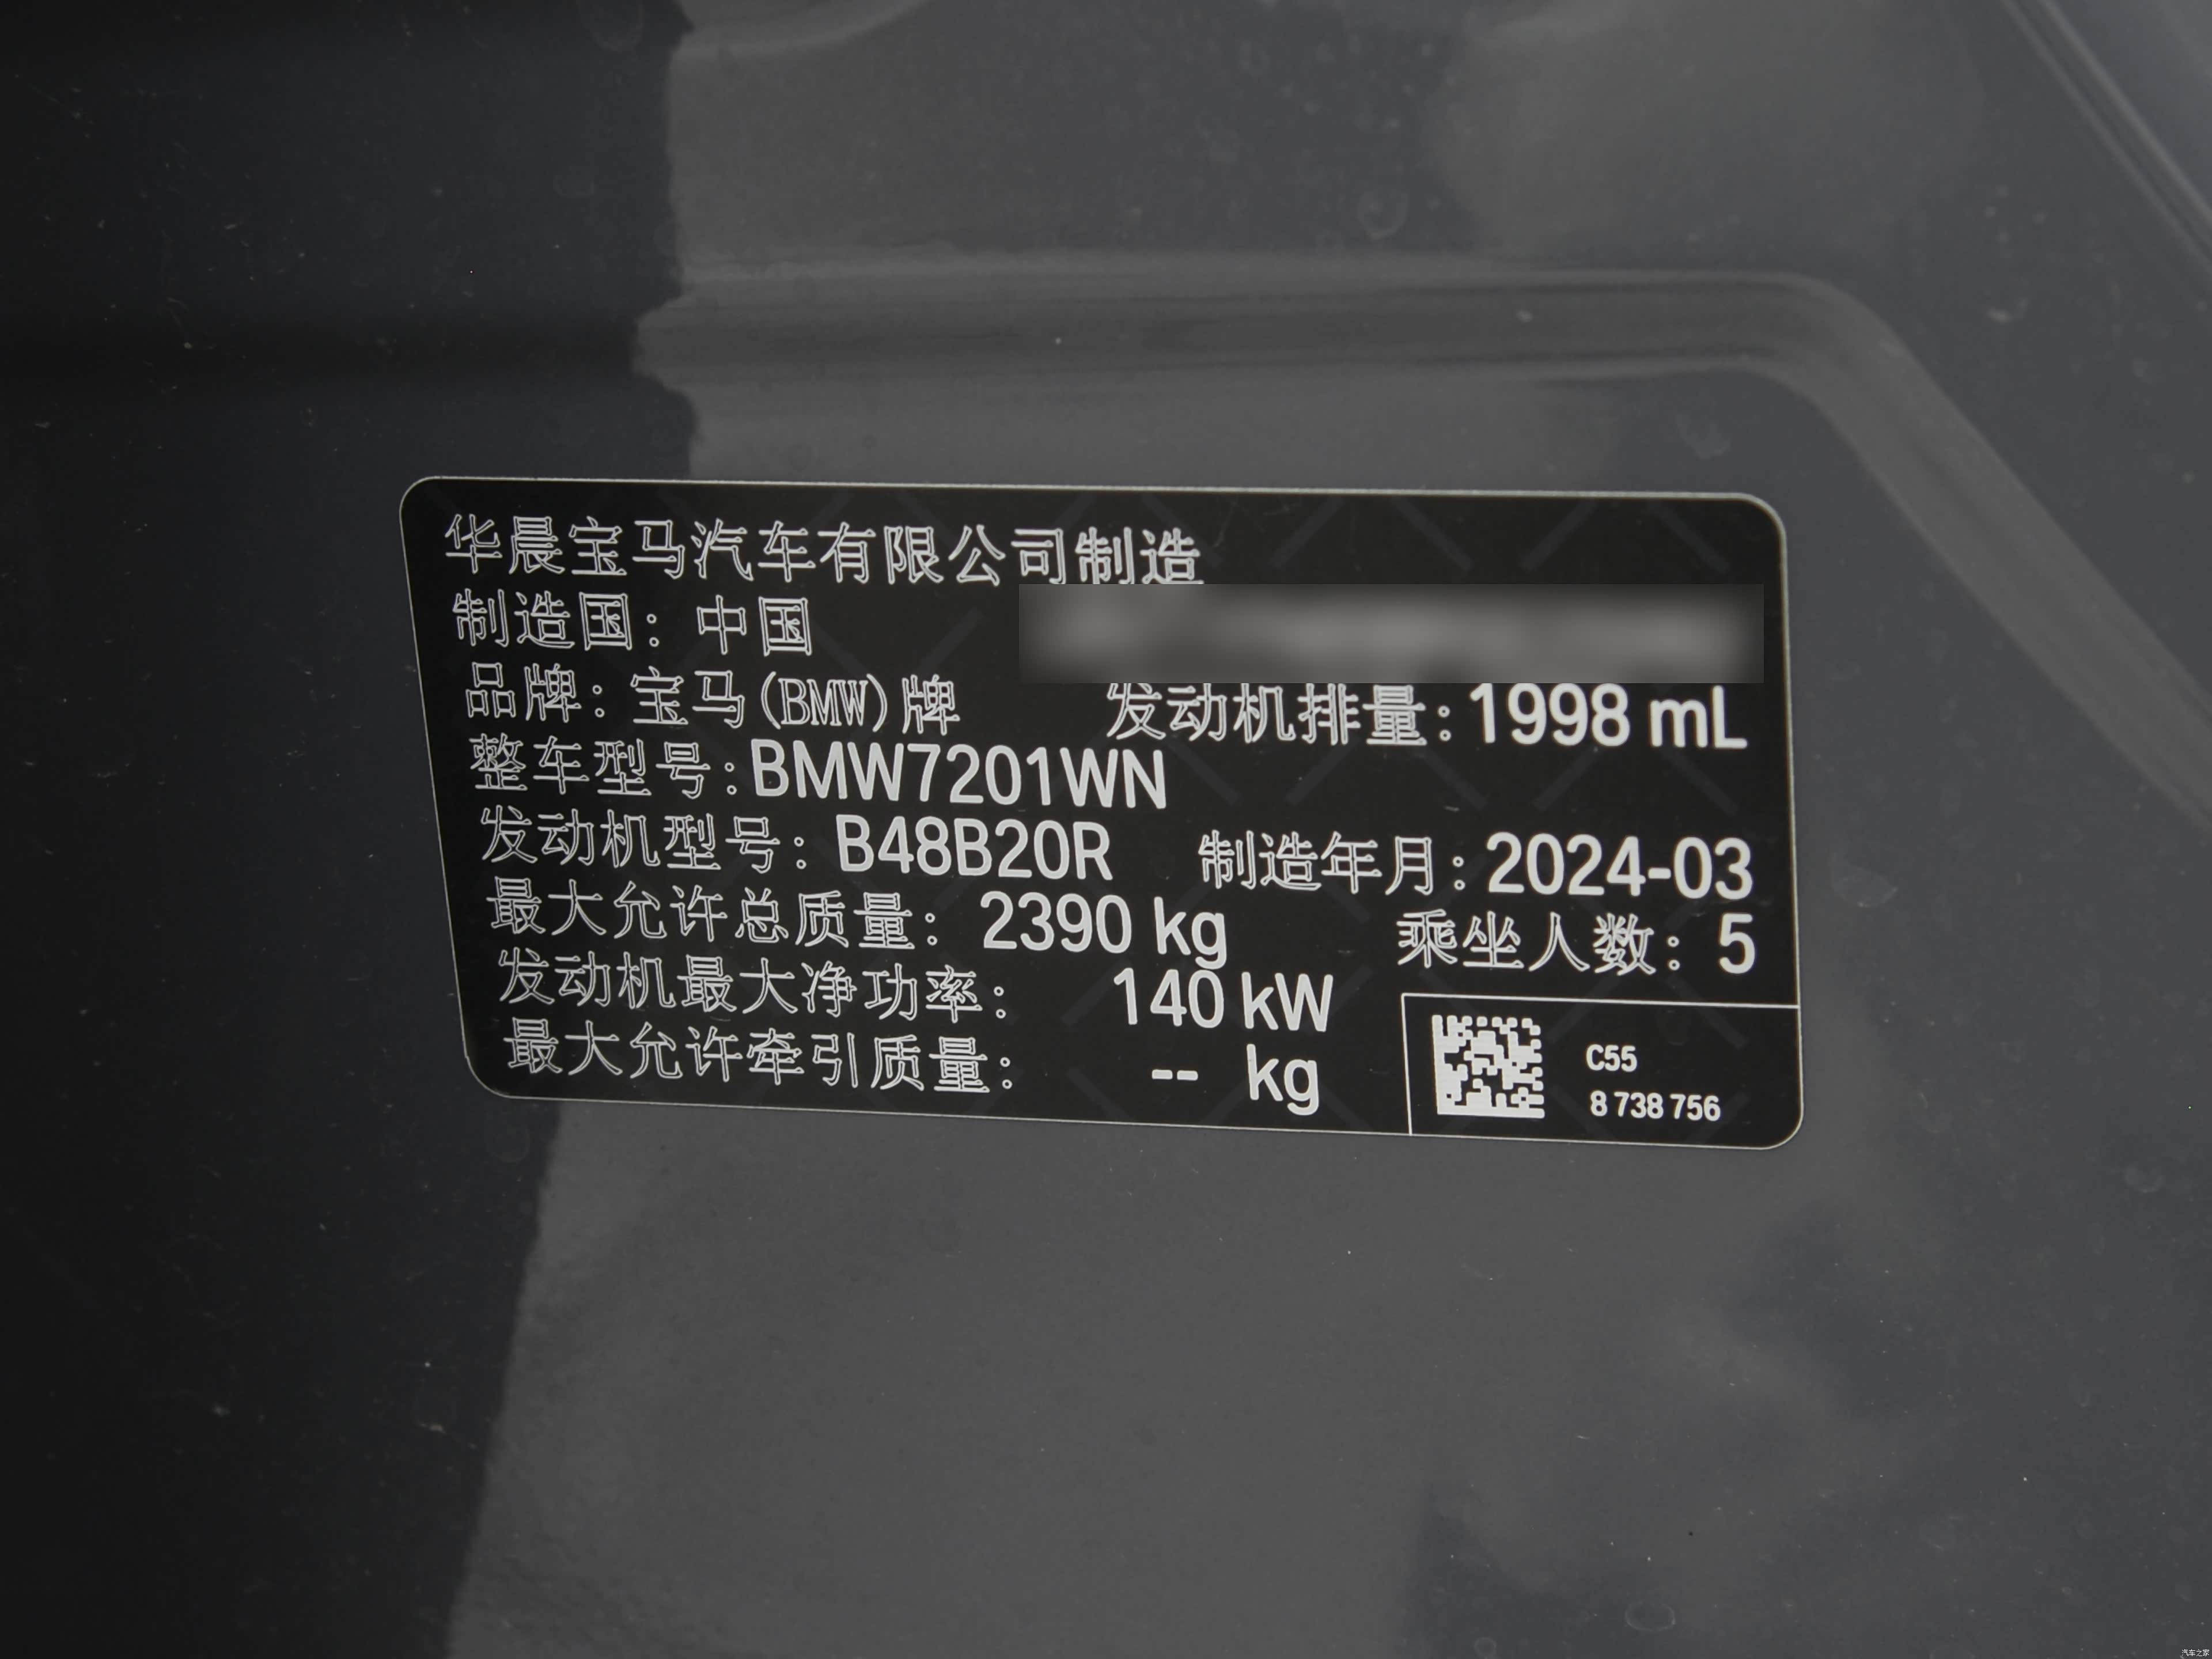 华晨宝马汽车有限公司制造
制造国：中国
品牌：宝马(BMW)牌 发动机排量：1998 mL
整车型号：BMW7201WN
发动机型号：B48B20R 制造年月：2024-03
最大允许总质量：2390 kg 乘坐人数：5
发动机最大净功率：140 kW
最大允许牵引质量：-- kg
C55
8 738 756
汽车之家